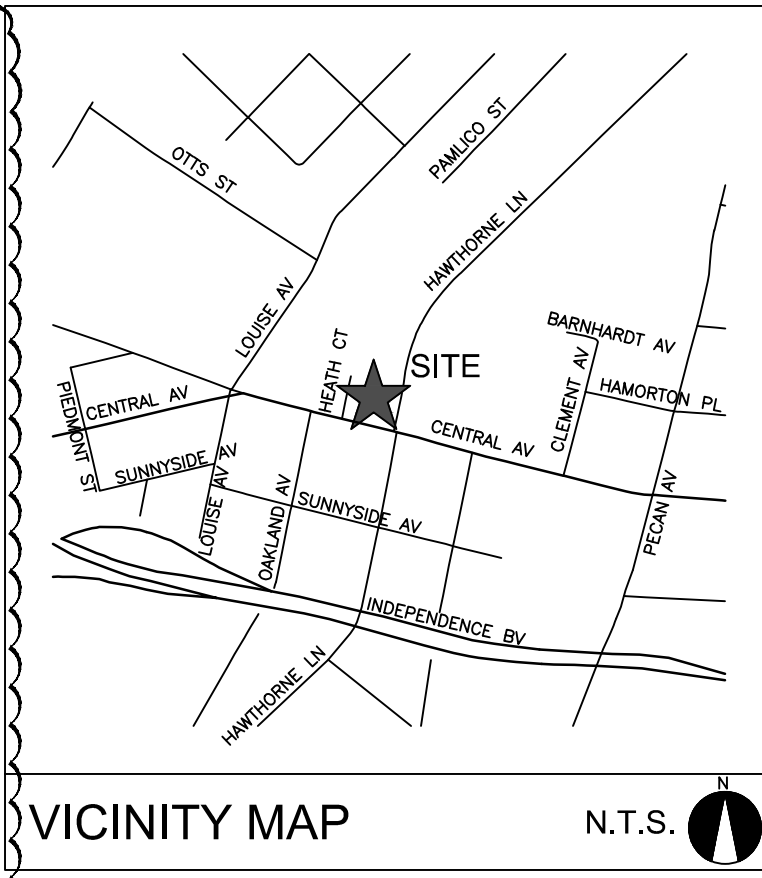 PAMLICO ST
OTTS ST
HAWTHORNE LN
LOUISE AV
BARNHARDT AV
HEATH CT
SITE
CLEMENT AV
HAMORTON PL
PIEDMONT ST
CENTRAL AV
CENTRAL AV
SUNNYSIDE AV
LOUISE AV
OAKLAND AV
SUNNYSIDE AV
PECAN AV
INDEPENDENCE BV
HAWTHORNE LN
VICINITY MAP
N.T.S.
N